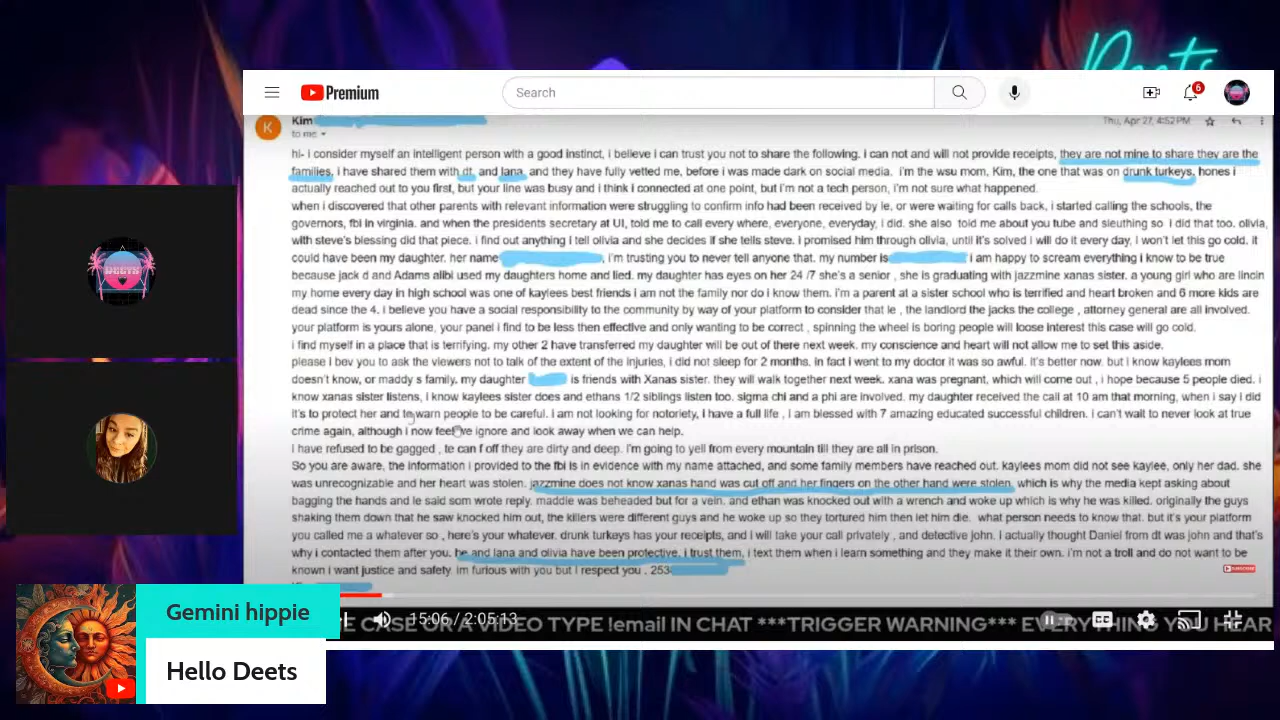 Deets
Premium
Search
6
K
Kim
Thu, Apr 27, 4:52 PM
to me
hi- i consider myself an intelligent person with a good instinct, i believe i can trust you not to share the following. i can not and will not provide receipts, they are not mine to share they are the
families, i have shared them with dt, and lana, and they have fully vetted me, before i was made dark on social media. i'm the wsu mom, Kim, the one that was on drunk turkeys, hones i
actually reached out to you first, but your line was busy and i think i connected at one point, but i'm not a tech person, i'm not sure what happened.
when i discovered that other parents with relevant information were struggling to confirm info had been received by le, or were waiting for calls back, i started calling the schools, the
governors, fbi in virginia. and when the presidents secretary at UI, told me to call every where, everyone, everyday, i did. she also told me about you tube and sleuthing so i did that too. olivia,
with steve's blessing did that piece. i find out anything i tell olivia and she decides if she tells steve. i promised him through olivia, until it's solved i will do it every day, i won't let this go cold. it
could have been my daughter. her name , i'm trusting you to never tell anyone that. my number is i am happy to scream everything i know to be true
because jack d and Adams alibi used my daughters home and lied. my daughter has eyes on her 24 /7 she's a senior , she is graduating with jazzmine xanas sister. a young girl who are lincin
my home every day in high school was one of kaylees best friends i am not the family nor do i know them. i'm a parent at a sister school who is terrified and heart broken and 6 more kids are
dead since the 4. i believe you have a social responsibility to the community by way of your platform to consider that le , the landlord the jacks the college , attorney general are all involved.
your platform is yours alone, your panel i find to be less then effective and only wanting to be correct , spinning the wheel is boring people will loose interest this case will go cold.
i find myself in a place that is terrifying. my other 2 have transferred my daughter will be out of there next week. my conscience and heart will not allow me to set this aside.
please I bev you to ask the viewers not to talk of the extent of the injuries, i did not sleep for 2 months. in fact i went to my doctor it was so awful. it's better now. but i know kaylees mom
doesn't know, or maddy s family. my daughter is friends with Xanas sister. they will walk together next week. xana was pregnant, which will come out , i hope because 5 people died. i
know xanas sister listens, i know kaylees sister does and ethans 1/2 siblings listen too. sigma chi and a phi are involved. my daughter received the call at 10 am that morning, when i say i did
it's to protect her and to warn people to be careful. i am not looking for notoriety, i have a full life , i am blessed with 7 amazing educated successful children. i can't wait to never look at true
crime again, although i now feel we ignore and look away when we can help.
i have refused to be gagged , le can f off they are dirty and deep. i'm going to yell from every mountain till they are all in prison.
So you are aware, the information i provided to the fbi is in evidence with my name attached, and some family members have reached out. kaylees mom did not see kaylee, only her dad. she
was unrecognizable and her heart was stolen. jazzmine does not know xanas hand was cut off and her fingers on the other hand were stolen, which is why the media kept asking about
bagging the hands and le said som wrote reply. maddie was beheaded but for a vein. and ethan was knocked out with a wrench and woke up which is why he was killed. originally the guys
shaking them down that he saw knocked him out, the killers were different guys and he woke up so they tortured him then let him die. what person needs to know that. but it's your platform
you called me a whatever so , here's your whatever. drunk turkeys has your receipts, and i will take your call privately , and detective john. I actually thought Daniel from dt was john and that's
why i contacted them after you. he and lana and olivia have been protective. i trust them, i text them when i learn something and they make it their own. i'm not a troll and do not want to be
known i want justice and safety. im furious with you but I respect you . 253
SUBSCRIBE
15:06 / 2:05:13
E CASE OR A VIDEO TYPE !email IN CHAT ***TRIGGER WARNING*** EVERYTHING YOU HEAR
DEETS
Gemini hippie
Hello Deets